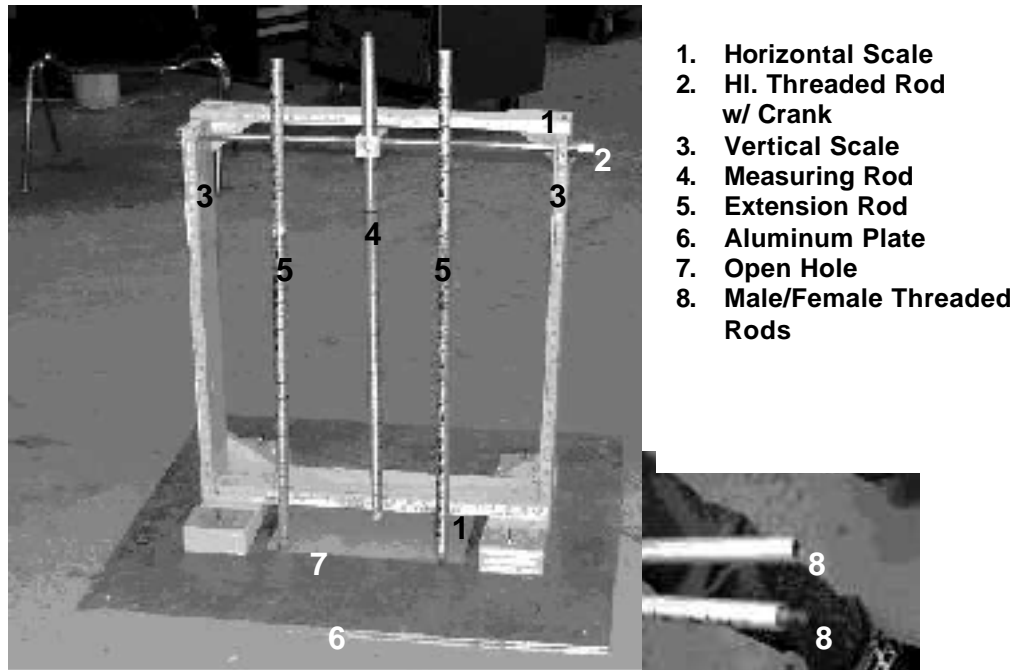 1. Horizontal Scale
2. Hl. Threaded Rod
w/ Crank
3. Vertical Scale
4. Measuring Rod
5. Extension Rod
6. Aluminum Plate
7. Open Hole
8. Male/Female Threaded
Rods
1
2
3
3
4
5
5
1
7
6
8
8